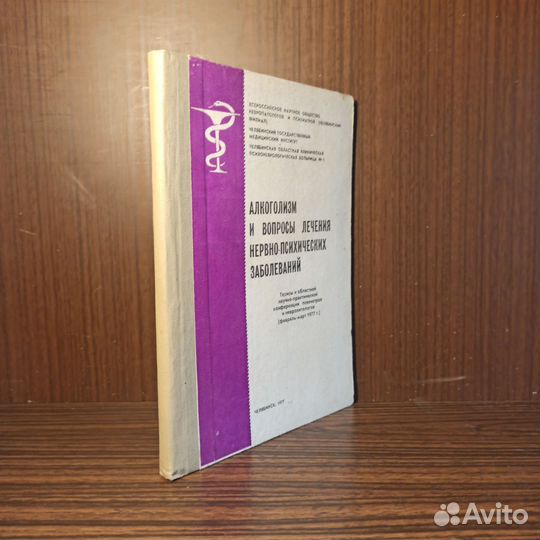 ВСЕРОССИЙСКОЕ НАУЧНОЕ ОБЩЕСТВО
НЕВРОПАТОЛОГОВ И ПСИХИАТРОВ (ЧЕЛЯБИНСКИЙ
ФИЛИАЛ)
ЧЕЛЯБИНСКИЙ ГОСУДАРСТВЕННЫЙ
МЕДИЦИНСКИЙ ИНСТИТУТ
ЧЕЛЯБИНСКАЯ ОБЛАСТНАЯ КЛИНИЧЕСКАЯ
ПСИХОНЕВРОЛОГИЧЕСКАЯ БОЛЬНИЦА № 1
АЛКОГОЛИЗМ
И ВОПРОСЫ ЛЕЧЕНИЯ
НЕРВНО-ПСИХИЧЕСКИХ
ЗАБОЛЕВАНИЙ
Тезисы к областной
научно-практической
конференции психиатров
и невропатологов
(февраль-март 1977 г.)
ЧЕЛЯБИНСК, 1977
Avito